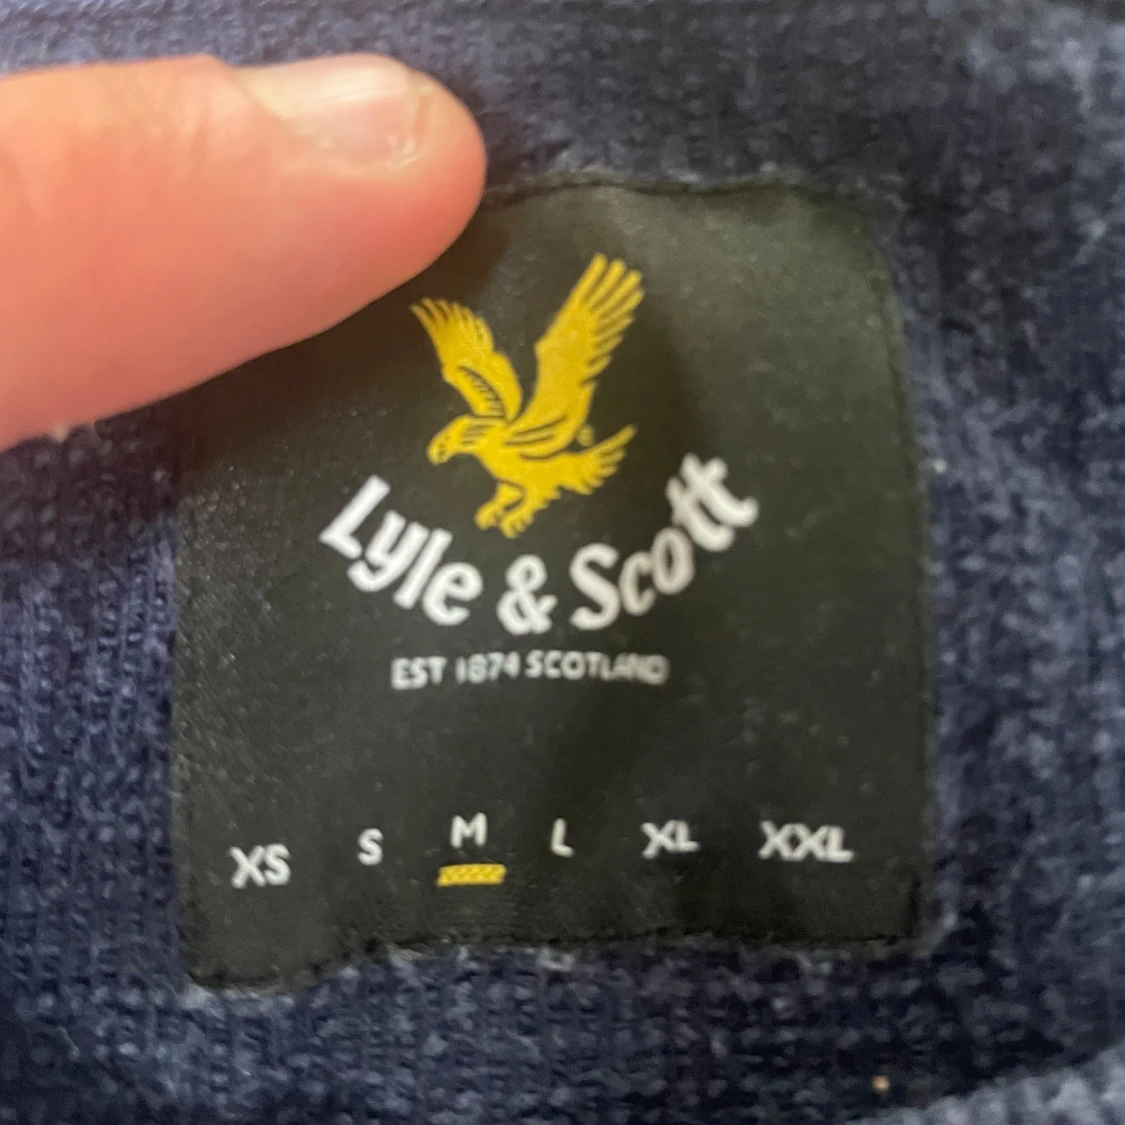 Lyle & Scott
EST 1874 SCOTLAND
XS S M L XL XXL